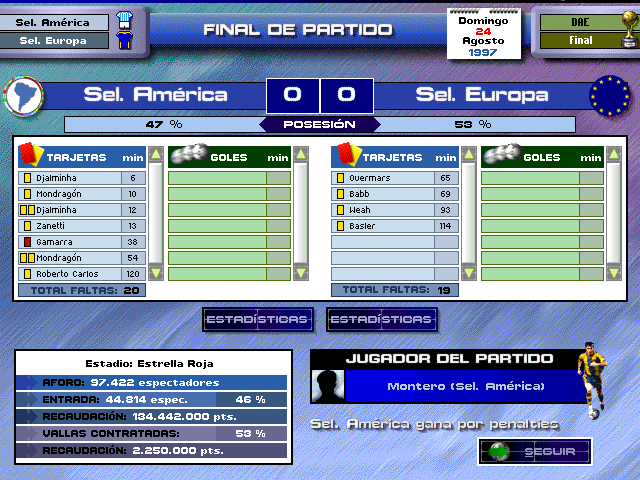 Sel. América
Sel. Europa
FINAL DE PARTIDO
Domingo
24
Agosto
1997
DAE
Final
Sel. América 0 0 Sel. Europa
47 % POSESIÓN 53 %
TARJETAS min
Djalminha 6
Mondragón 10
Djalminha 12
Zanetti 13
Gamarra 38
Mondragón 54
Roberto Carlos 120
TOTAL FALTAS: 20
GOLES min
TARJETAS min
Overmars 65
Babb 69
Weah 93
Basler 114
TOTAL FALTAS: 19
GOLES min
ESTADÍSTICAS ESTADÍSTICAS
Estadio: Estrella Roja
AFORO: 97.422 espectadores
ENTRADA: 44.814 espec. 46 %
RECAUDACIÓN: 134.442.000 pts.
VALLAS CONTRATADAS: 53 %
RECAUDACIÓN: 2.250.000 pts.
JUGADOR DEL PARTIDO
Montero (Sel. América)
Sel. América gana por penalties
SEGUIR